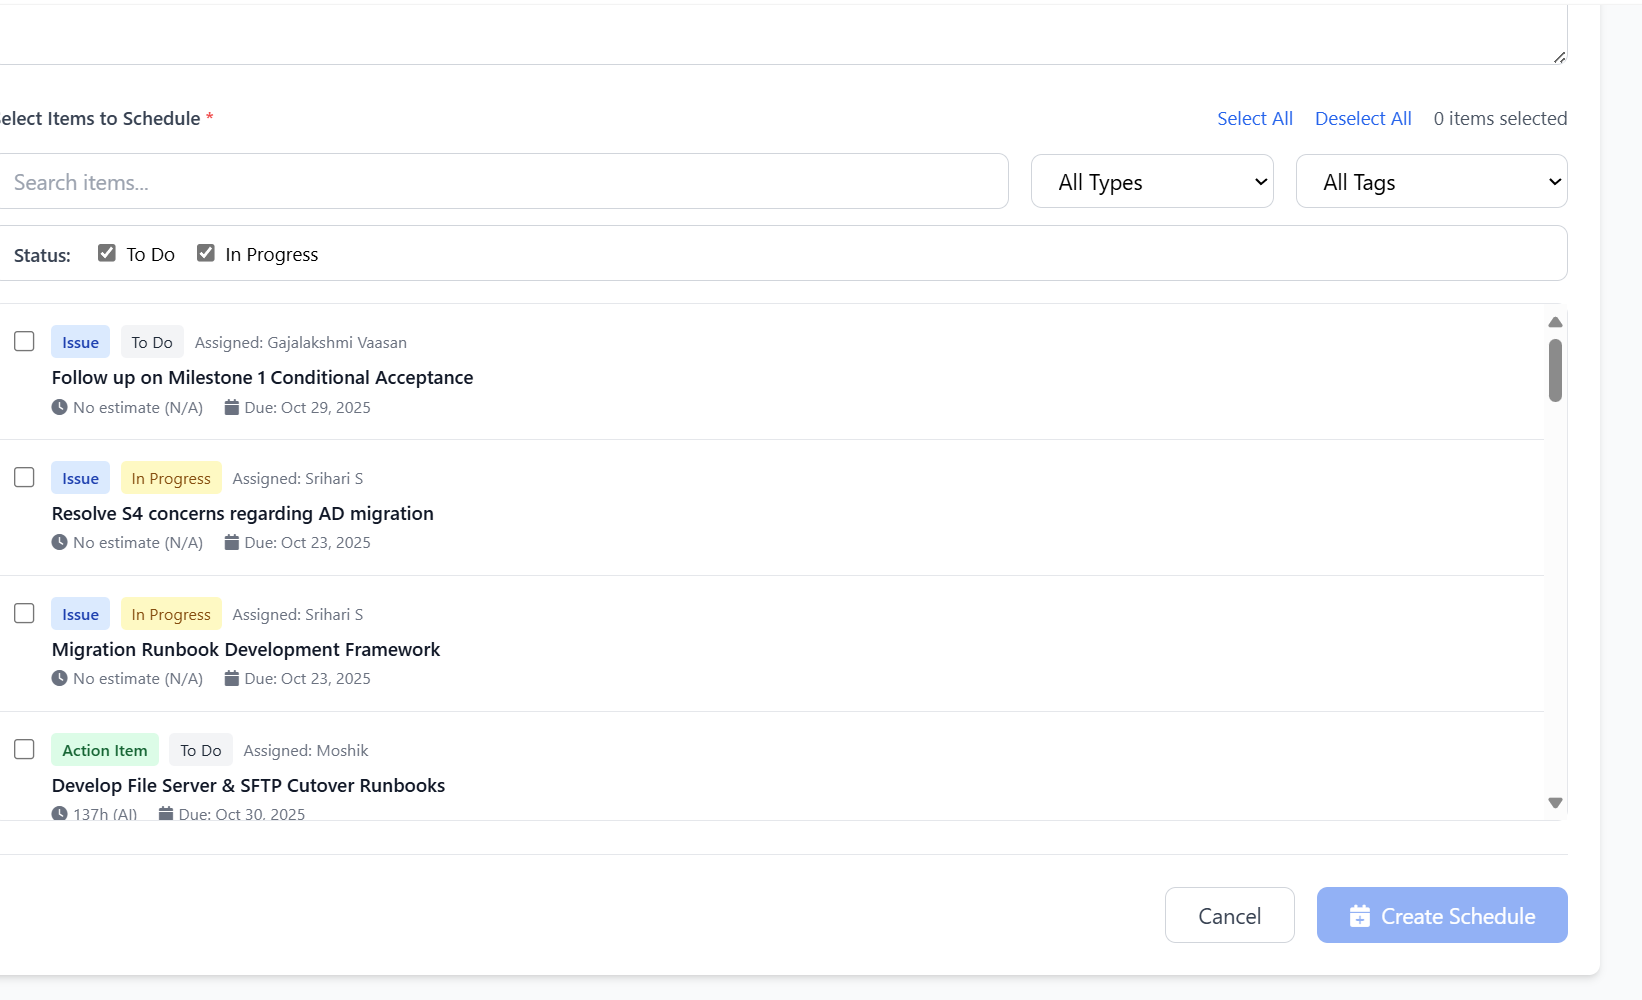 elect Items to Schedule *
Select All Deselect All 0 items selected
Search items... All Types All Tags
Status: To Do In Progress
Issue To Do Assigned: Gajalakshmi Vaasan
Follow up on Milestone 1 Conditional Acceptance
No estimate (N/A) Due: Oct 29, 2025
Issue In Progress Assigned: Srihari S
Resolve S4 concerns regarding AD migration
No estimate (N/A) Due: Oct 23, 2025
Issue In Progress Assigned: Srihari S
Migration Runbook Development Framework
No estimate (N/A) Due: Oct 23, 2025
Action Item To Do Assigned: Moshik
Develop File Server & SFTP Cutover Runbooks
137h (AI) Due: Oct 30, 2025
Cancel Create Schedule